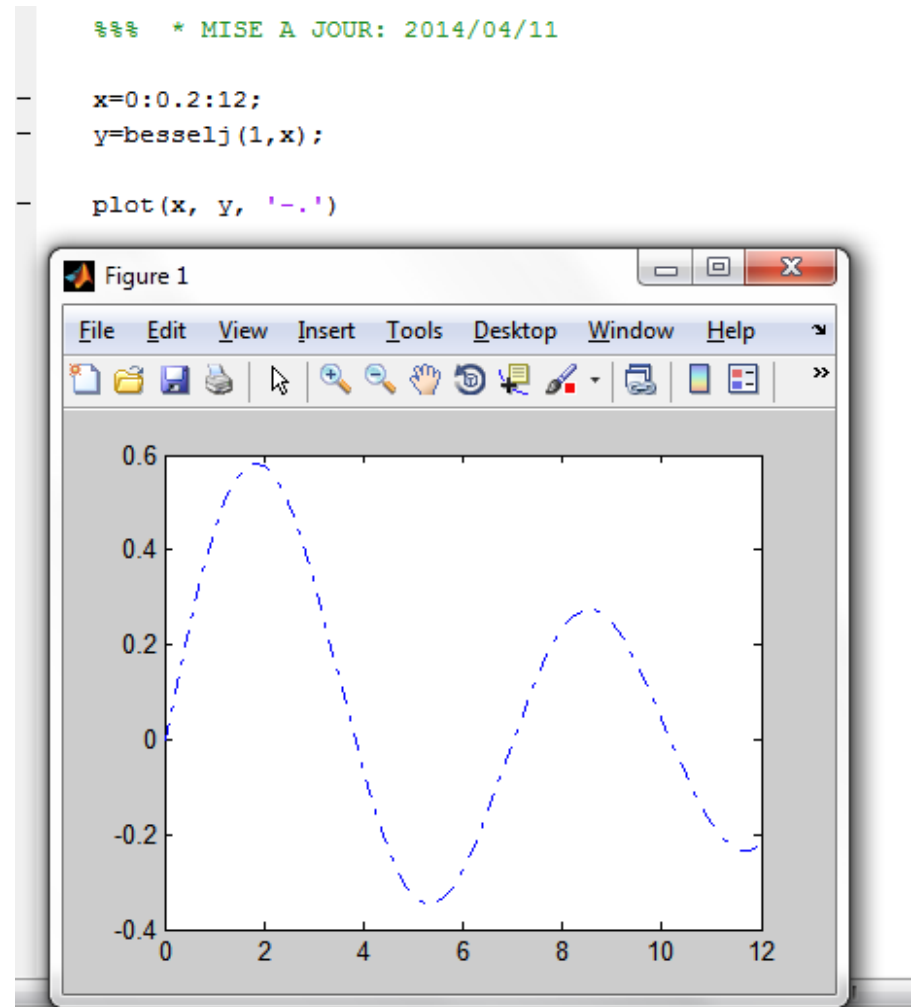 %%% * MISE A JOUR: 2014/04/11
x=0:0.2:12;
y=besselj(1,x);
plot(x, y, '-.')
Figure 1
File Edit View Insert Tools Desktop Window Help
0.6
0.4
0.2
0
-0.2
-0.4
0 2 4 6 8 10 12